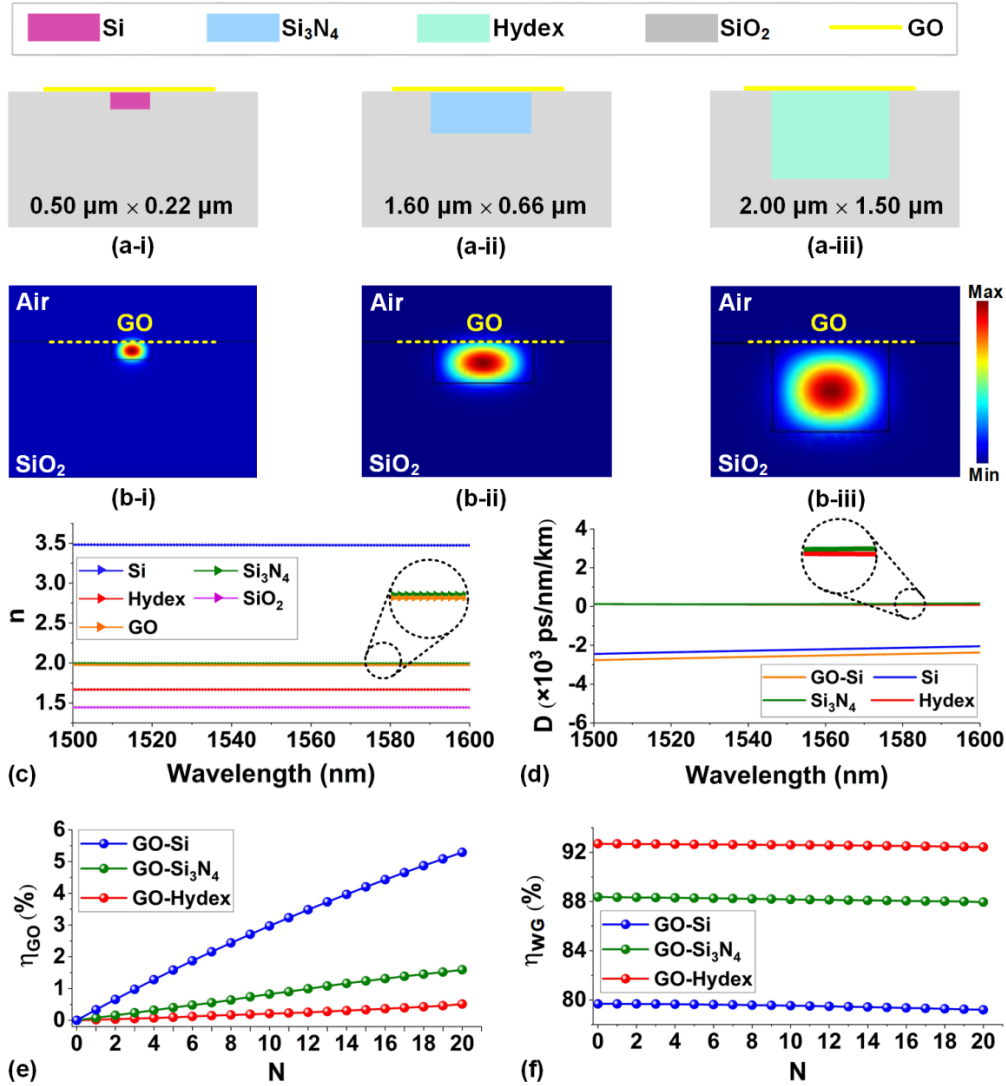 Si Si₃N₄ Hydex SiO₂ GO
0.50 μm × 0.22 μm 1.60 μm × 0.66 μm 2.00 μm × 1.50 μm
(a-i) (a-ii) (a-iii)
Air Air Air Max
GO GO GO
SiO₂ SiO₂ SiO₂ Min
(b-i) (b-ii) (b-iii)
n
3.5
3.0
2.5
2.0
1.5
Si Si₃N₄
Hydex SiO₂
GO
1500 1520 1540 1560 1580 1600
(c) Wavelength (nm)
D (×10³ ps/nm/km)
4
2
0
-2
-4
-6
GO-Si Si
Si₃N₄ Hydex
1500 1520 1540 1560 1580 1600
(d) Wavelength (nm)
η_GO (%)
6
5
4
3
2
1
0
GO-Si
GO-Si₃N₄
GO-Hydex
0 2 4 6 8 10 12 14 16 18 20
(e) N
η_WG (%)
92
88
84
80
GO-Si
GO-Si₃N₄
GO-Hydex
0 2 4 6 8 10 12 14 16 18 20
(f) N